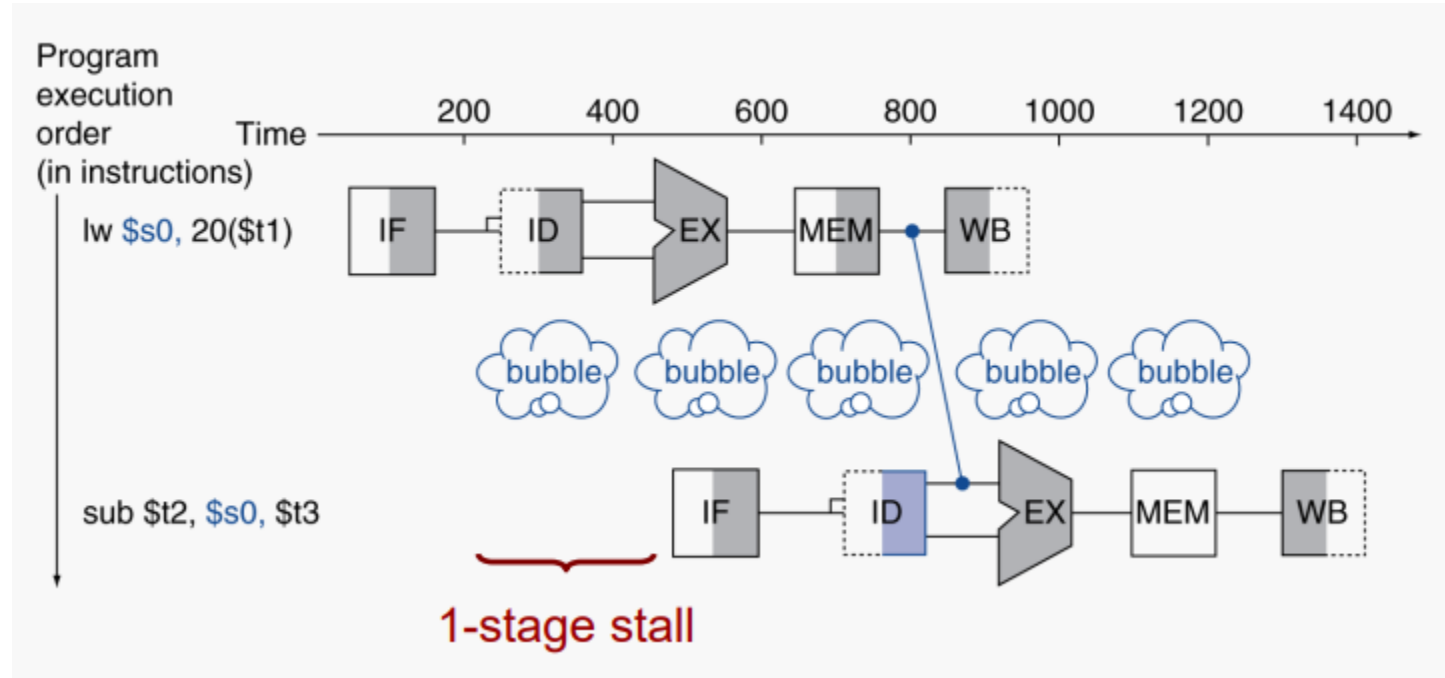 Program
execution
order
(in instructions)
Time
200 400 600 800 1000 1200 1400
lw $s0, 20($t1)
IF ID EX MEM WB
bubble bubble bubble bubble bubble
sub $t2, $s0, $t3
IF ID EX MEM WB
1-stage stall